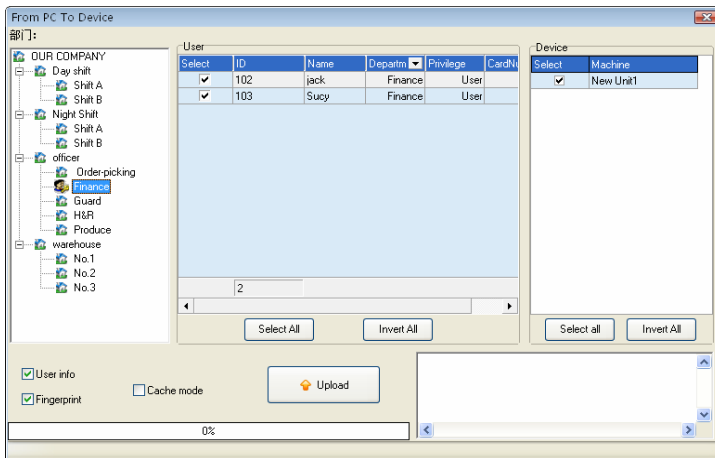 From PC To Device
部门:
OUR COMPANY
Day shift
Shift A
Shift B
Night Shift
Shift A
Shift B
officer
Order-picking
Finance
Guard
H&R
Produce
warehouse
No.1
No.2
No.3
User
Select ID Name Departm Privilege CardNu
102 jack Finance User
103 Sucy Finance User
2
Select All Invert All
Device
Select Machine
New Unit1
Select all Invert All
User info
Fingerprint
Cache mode
Upload
0%